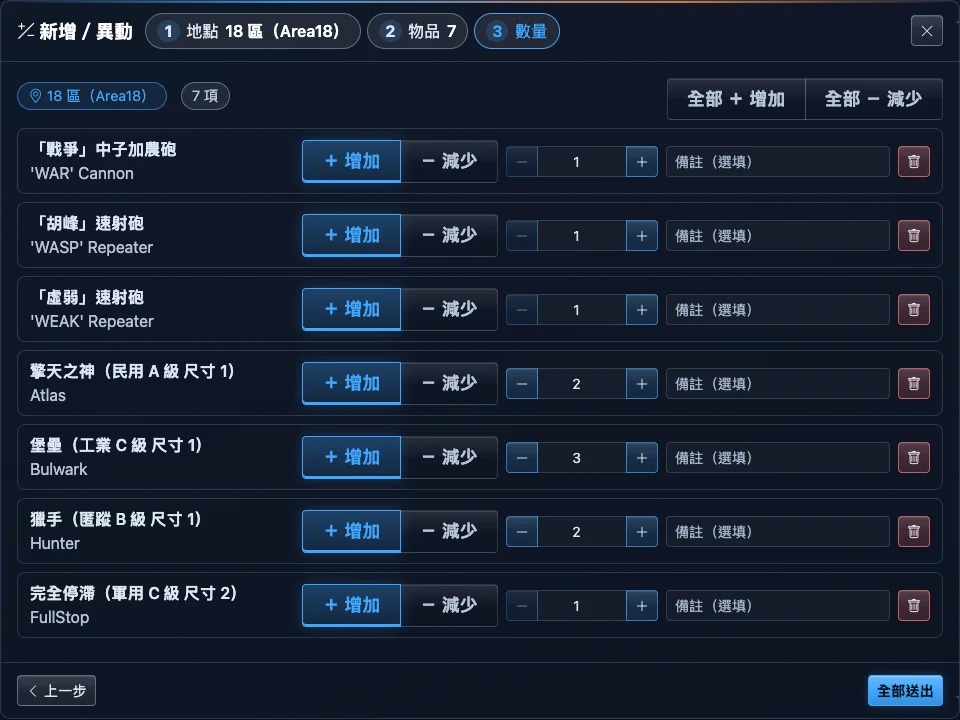 新增 / 異動
1 地點 18 區（Area18）
2 物品 7
3 數量
18 區（Area18）
7 項
全部 + 增加
全部 − 減少
「戰爭」中子加農砲
'WAR' Cannon
+ 增加
− 減少
− 1 +
備註（選填）
「胡峰」速射砲
'WASP' Repeater
+ 增加
− 減少
− 1 +
備註（選填）
「虛弱」速射砲
'WEAK' Repeater
+ 增加
− 減少
− 1 +
備註（選填）
擎天之神（民用 A 級 尺寸 1）
Atlas
+ 增加
− 減少
− 2 +
備註（選填）
堡壘（工業 C 級 尺寸 1）
Bulwark
+ 增加
− 減少
− 3 +
備註（選填）
獵手（匿蹤 B 級 尺寸 1）
Hunter
+ 增加
− 減少
− 2 +
備註（選填）
完全停滯（軍用 C 級 尺寸 2）
FullStop
+ 增加
− 減少
− 1 +
備註（選填）
上一步
全部送出